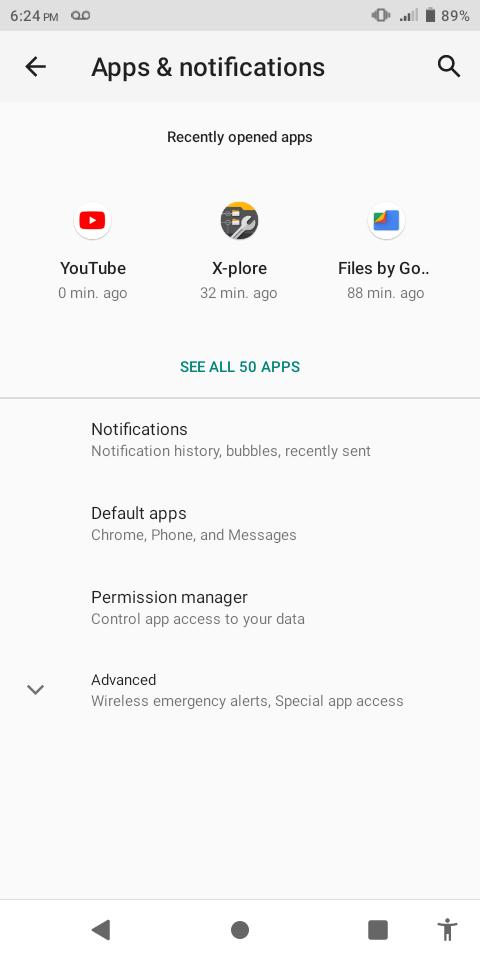 6:24 PM
89%
Apps & notifications
Recently opened apps
YouTube
X-plore
Files by Go..
0 min. ago
32 min. ago
88 min. ago
SEE ALL 50 APPS
Notifications
Notification history, bubbles, recently sent
Default apps
Chrome, Phone, and Messages
Permission manager
Control app access to your data
Advanced
Wireless emergency alerts, Special app access